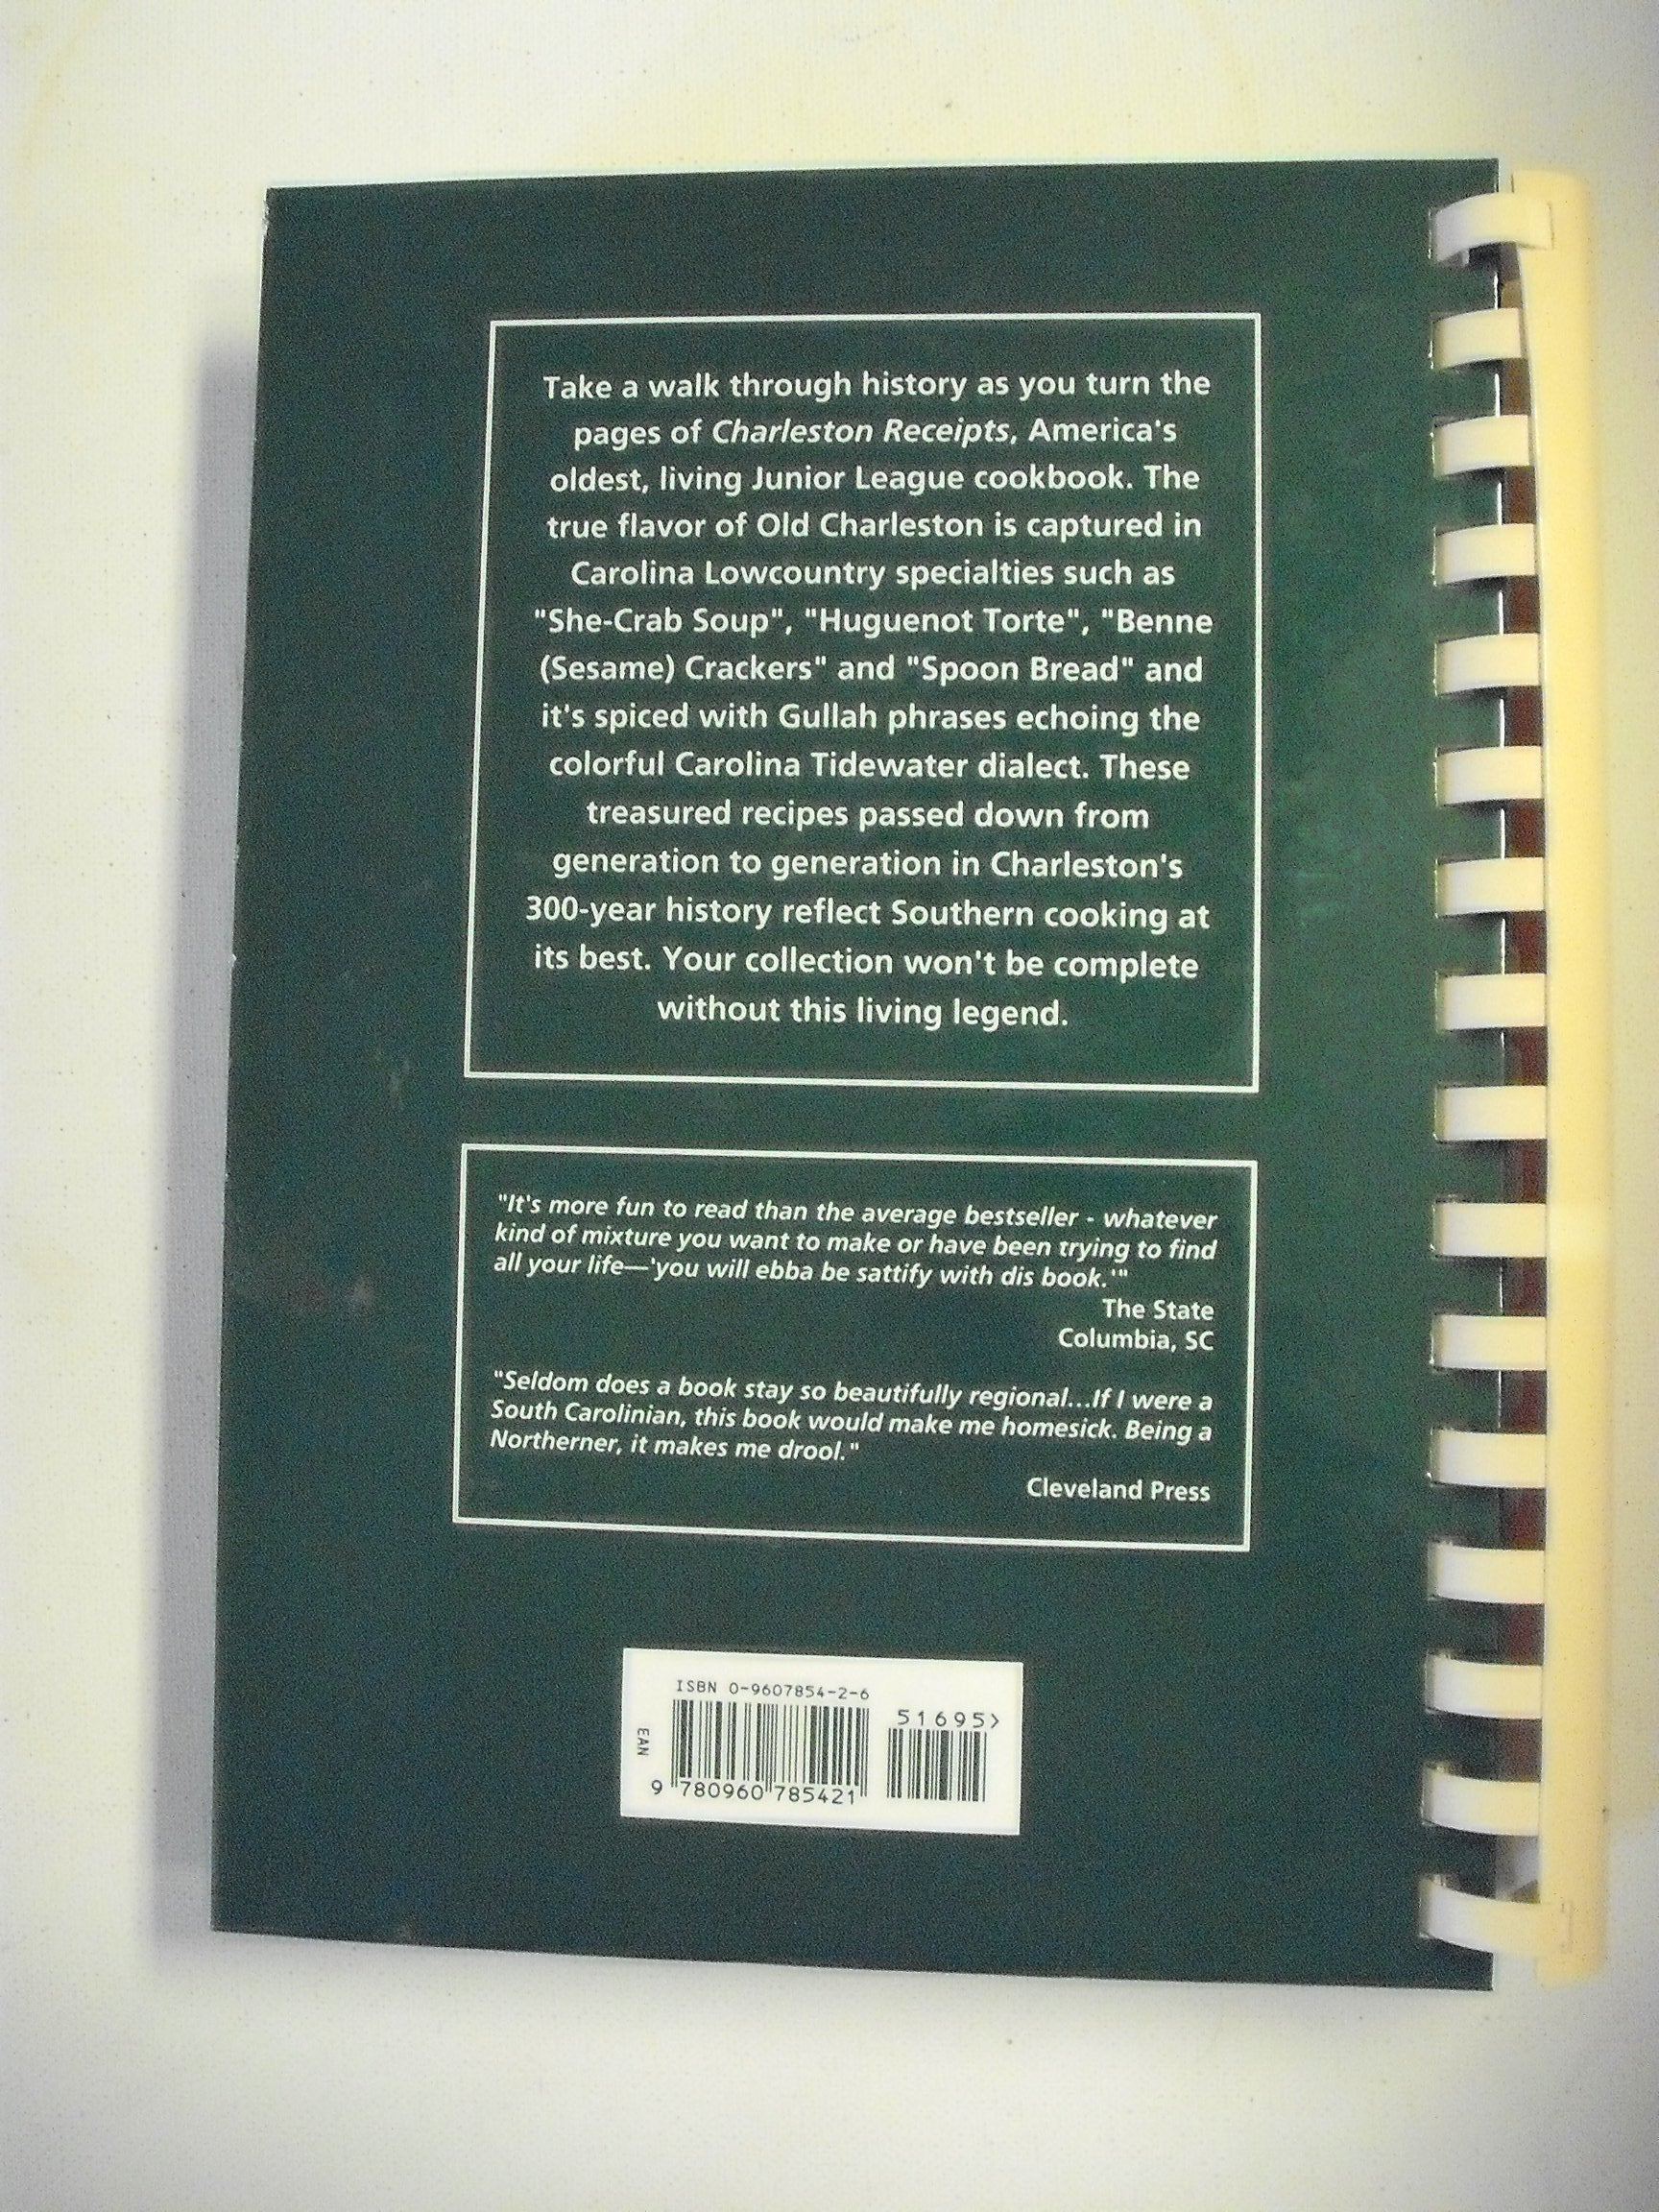 Take a walk through history as you turn the
pages of Charleston Receipts, America's
oldest, living Junior League cookbook. The
true flavor of Old Charleston is captured in
Carolina Lowcountry specialties such as
"She-Crab Soup", "Huguenot Torte", "Benne
(Sesame) Crackers" and "Spoon Bread" and
it's spiced with Gullah phrases echoing the
colorful Carolina Tidewater dialect. These
treasured recipes passed down from
generation to generation in Charleston's
300-year history reflect Southern cooking at
its best. Your collection won't be complete
without this living legend.
"It's more fun to read than the average bestseller - whatever
kind of mixture you want to make or have been trying to find
all your life—'you will ebba be sattify with dis book.'"
The State
Columbia, SC
"Seldom does a book stay so beautifully regional...If I were a
South Carolinian, this book would make me homesick. Being a
Northerner, it makes me drool."
Cleveland Press
ISBN 0-9607854-2-6
51695>
EAN
9 780960 785421